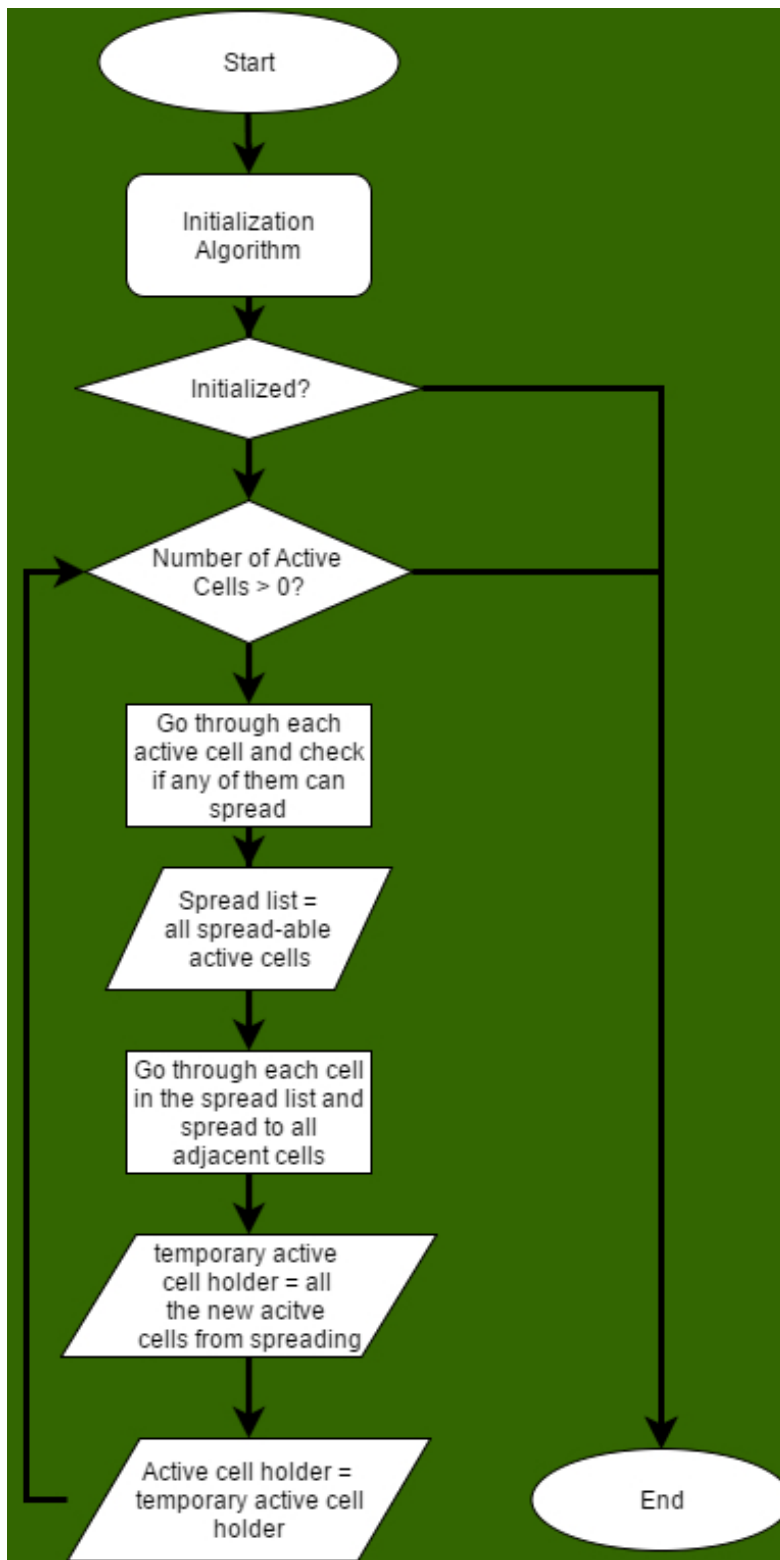 Start
Initialization
Algorithm
Initialized?
Number of Active
Cells > 0?
Go through each
active cell and check
if any of them can
spread
Spread list =
all spread-able
active cells
Go through each cell
in the spread list and
spread to all
adjacent cells
temporary active
cell holder = all
the new acitve
cells from spreading
Active cell holder =
temporary active cell
holder
End